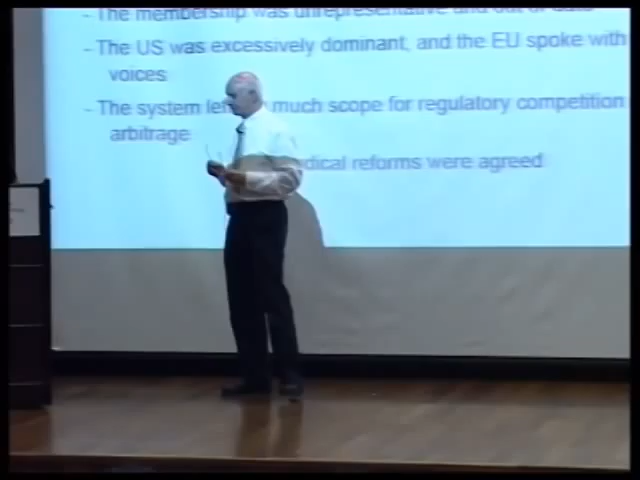 - The membership was unrepresentative and out of date
- The US was excessively dominant, and the EU spoke with
voices
- The system left much scope for regulatory competition
arbitrage
radical reforms were agreed